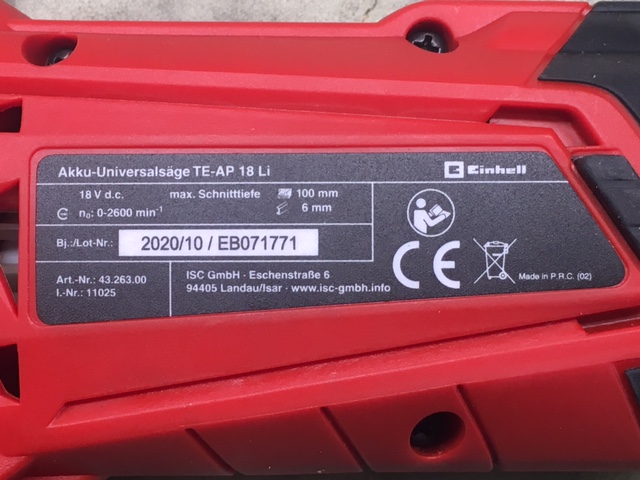 Akku-Universalsäge TE-AP 18 Li
Einhell
18 V d.c. max. Schnitttiefe 100 mm
n₀: 0-2600 min⁻¹ 6 mm
Bj./Lot-Nr.: 2020/10 / EB071771
Art.-Nr.: 43.263.00
I.-Nr.: 11025
ISC GmbH · Eschenstraße 6
94405 Landau/Isar · www.isc-gmbh.info
CE
Made in P.R.C. (02)